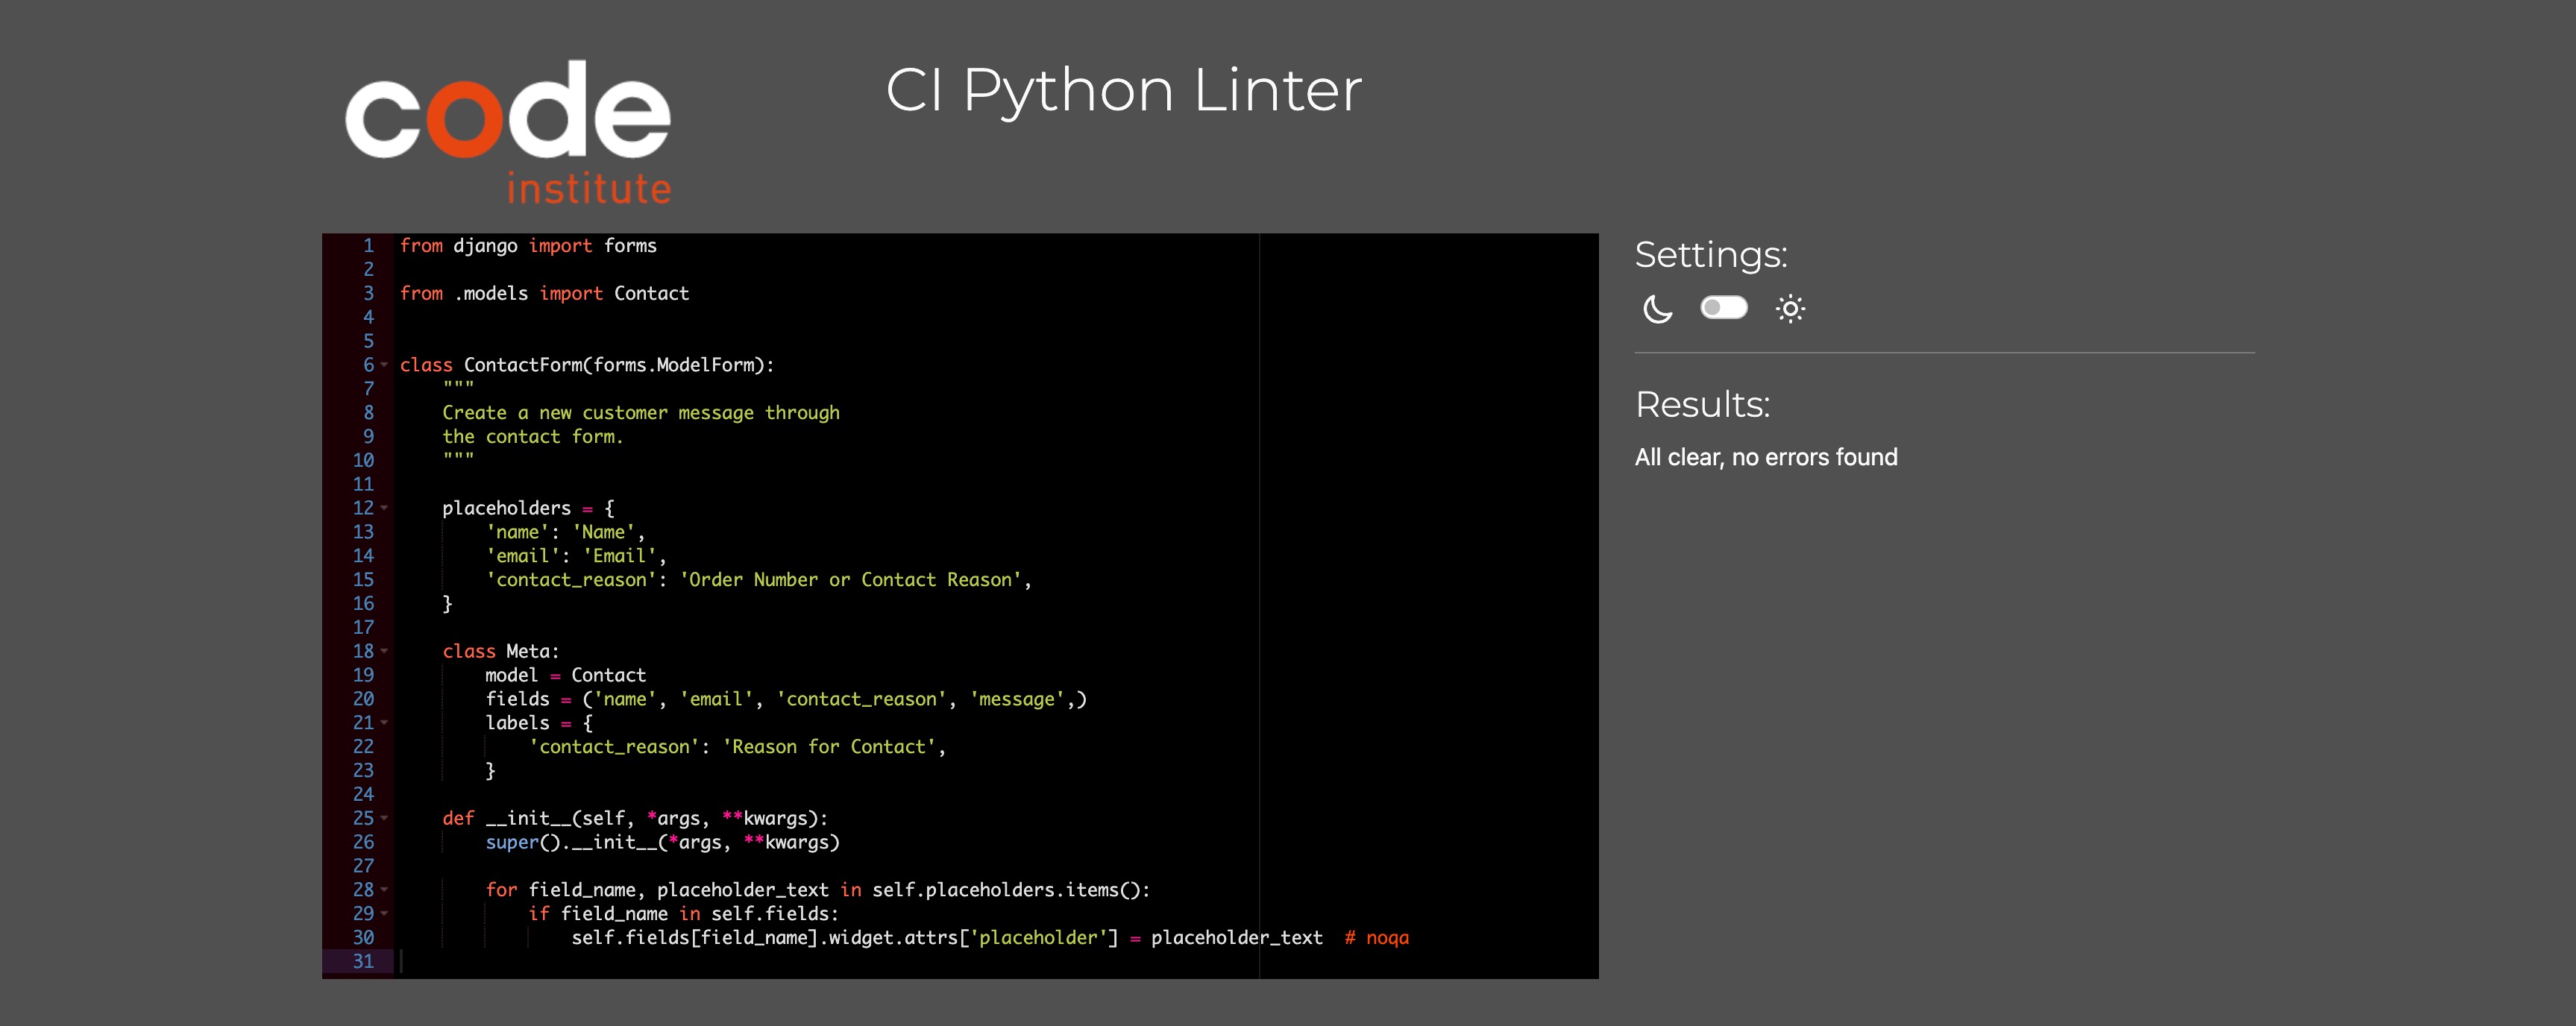 code
institute
CI Python Linter
1 from django import forms
2
3 from .models import Contact
4
5
6 class ContactForm(forms.ModelForm):
7     """
8     Create a new customer message through
9     the contact form.
10     """
11
12     placeholders = {
13         'name': 'Name',
14         'email': 'Email',
15         'contact_reason': 'Order Number or Contact Reason',
16     }
17
18     class Meta:
19         model = Contact
20         fields = ('name', 'email', 'contact_reason', 'message',)
21         labels = {
22             'contact_reason': 'Reason for Contact',
23         }
24
25     def __init__(self, *args, **kwargs):
26         super().__init__(*args, **kwargs)
27
28         for field_name, placeholder_text in self.placeholders.items():
29             if field_name in self.fields:
30                 self.fields[field_name].widget.attrs['placeholder'] = placeholder_text  # noqa
31
Settings:
Results:
All clear, no errors found